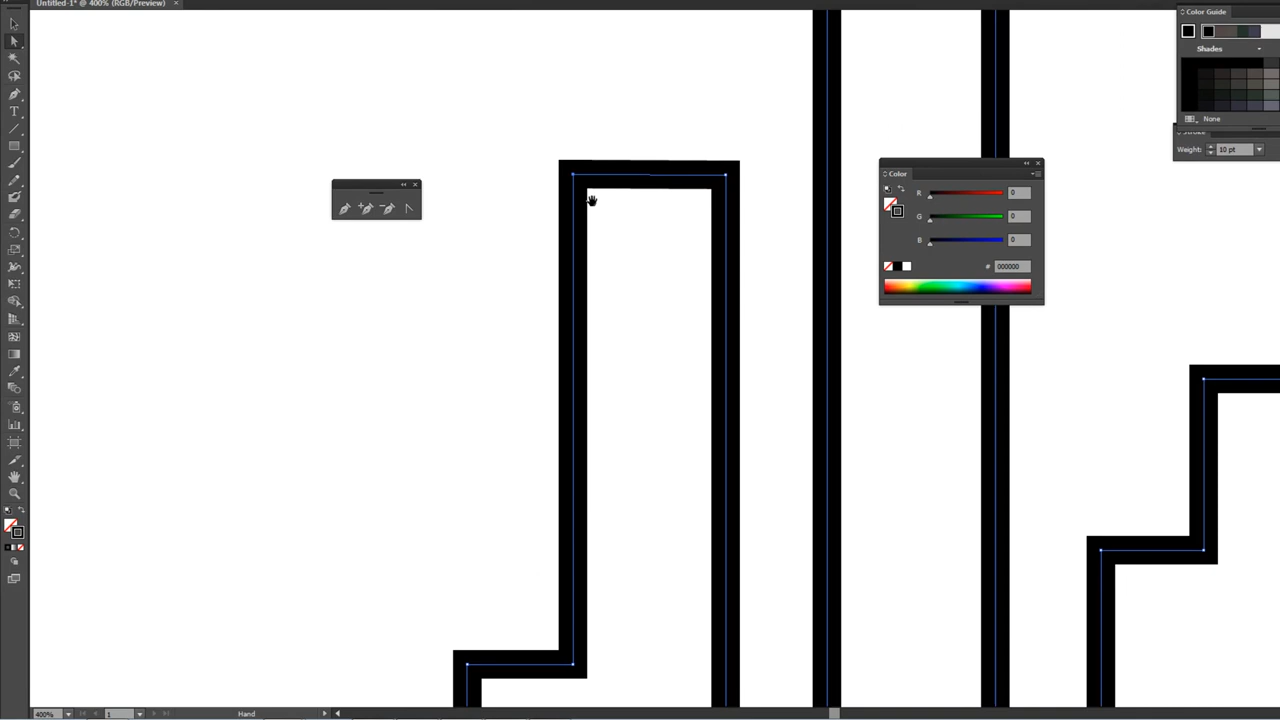 Untitled-1* @ 400% (RGB/Preview)
Color Guide
Shades
None
Stroke
Weight: 10 pt
Color
R 0
G 0
B 0
# 000000
400% 1 Hand